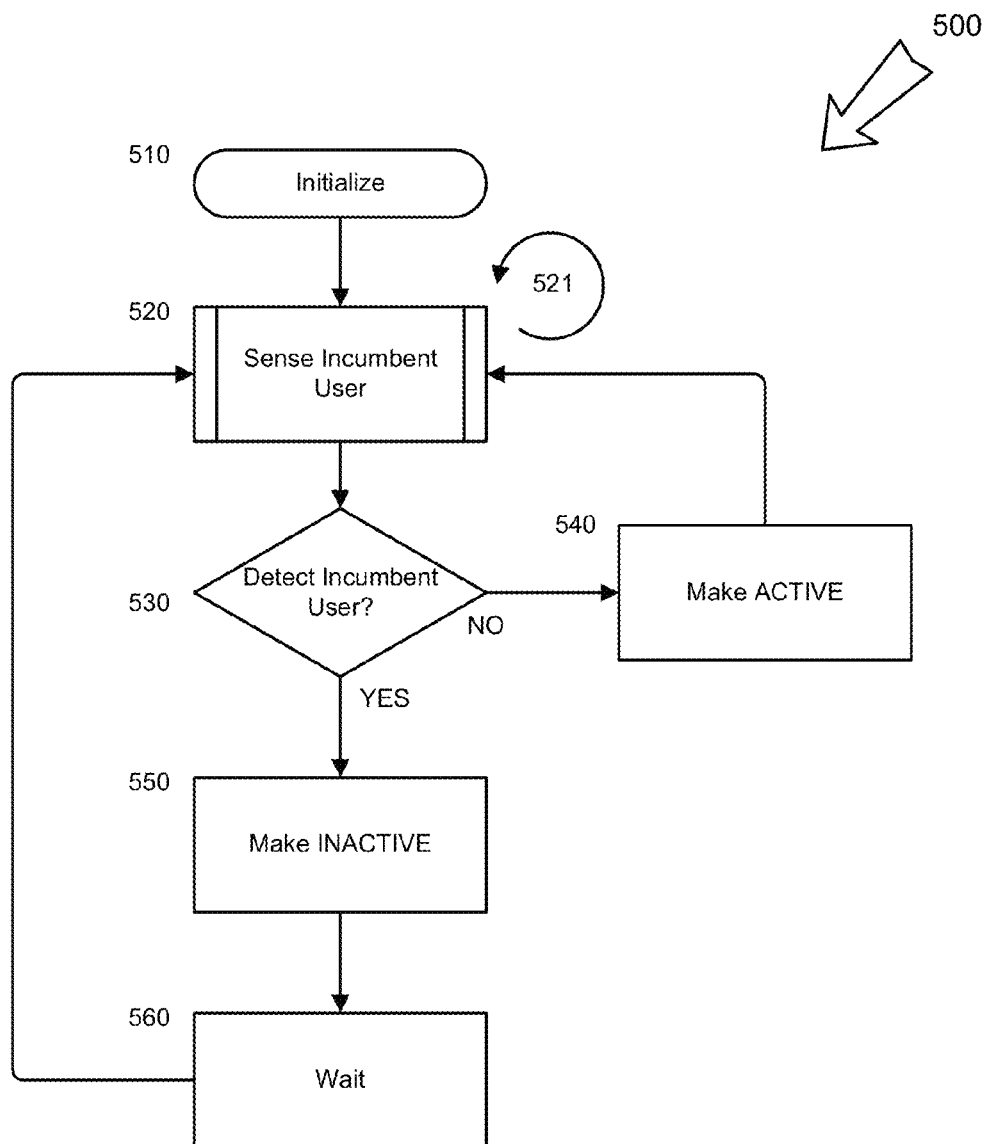 500
510
Initialize
521
520
Sense Incumbent
User
540
Make ACTIVE
530
Detect Incumbent
User?
NO
YES
550
Make INACTIVE
560
Wait